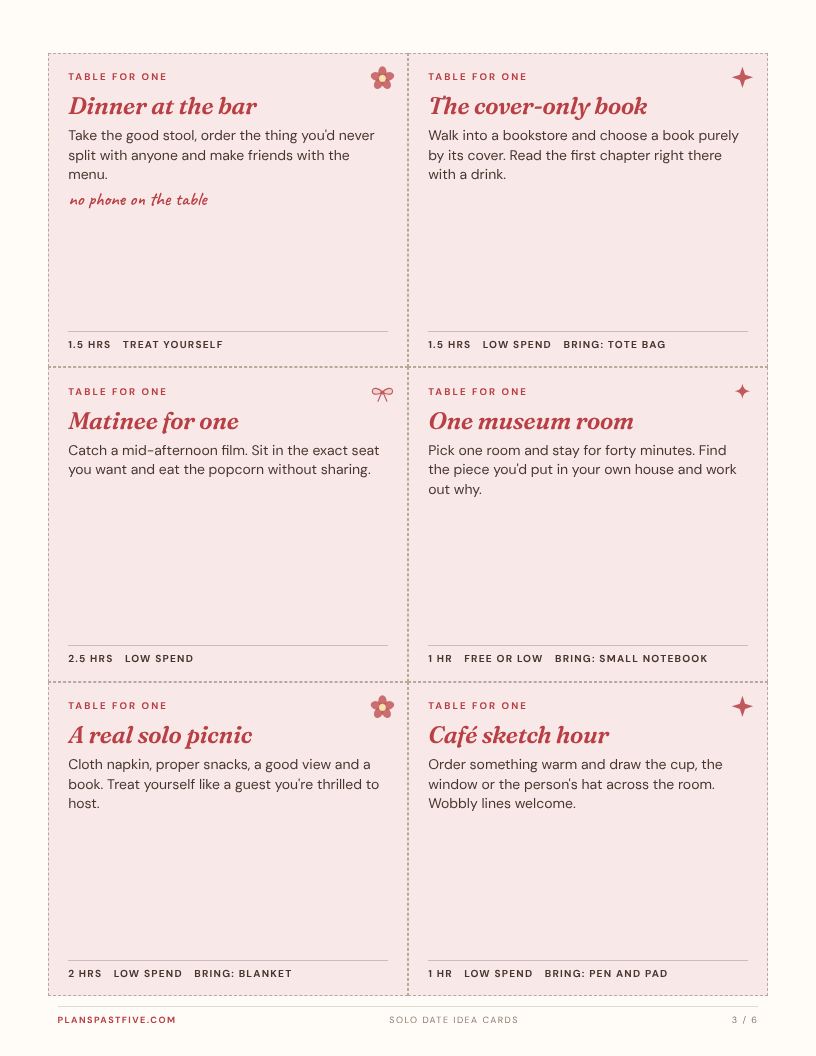 TABLE FOR ONE
Dinner at the bar
Take the good stool, order the thing you'd never
split with anyone and make friends with the
menu.
no phone on the table
1.5 HRS TREAT YOURSELF
TABLE FOR ONE
The cover-only book
Walk into a bookstore and choose a book purely
by its cover. Read the first chapter right there
with a drink.
1.5 HRS LOW SPEND BRING: TOTE BAG
TABLE FOR ONE
Matinee for one
Catch a mid-afternoon film. Sit in the exact seat
you want and eat the popcorn without sharing.
2.5 HRS LOW SPEND
TABLE FOR ONE
One museum room
Pick one room and stay for forty minutes. Find
the piece you'd put in your own house and work
out why.
1 HR FREE OR LOW BRING: SMALL NOTEBOOK
TABLE FOR ONE
A real solo picnic
Cloth napkin, proper snacks, a good view and a
book. Treat yourself like a guest you're thrilled to
host.
2 HRS LOW SPEND BRING: BLANKET
TABLE FOR ONE
Café sketch hour
Order something warm and draw the cup, the
window or the person's hat across the room.
Wobbly lines welcome.
1 HR LOW SPEND BRING: PEN AND PAD
PLANSPASTFIVE.COM SOLO DATE IDEA CARDS 3 / 6